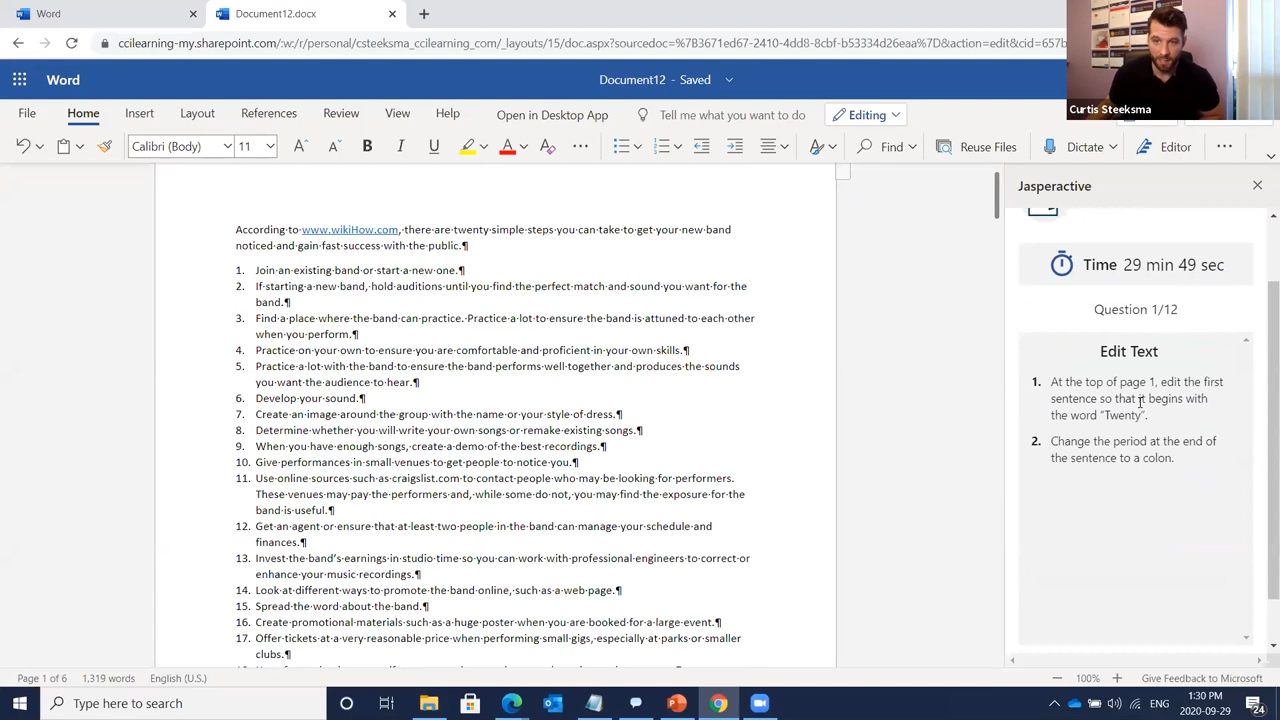 Word
Document12.docx
ccilearning-my.sharepoint.com/:w:/r/personal/csteeksma_ccilearning_com/_layouts/15/doc.aspx?sourcedoc=%7B3671ed67-2410-4dd8-8cbf-b53334d26eaa%7D&action=edit&cid=657b
Curtis Steeksma
Word
Document12 - Saved
File Home Insert Layout References Review View Help Open in Desktop App Tell me what you want to do Editing
Calibri (Body) 11 B I U A Find Reuse Files Dictate Editor
Jasperactive
Time 29 min 49 sec
Question 1/12
Edit Text
1. At the top of page 1, edit the first
sentence so that it begins with
the word “Twenty”.
2. Change the period at the end of
the sentence to a colon.
According·to·www.wikiHow.com,·there·are·twenty·simple·steps·you·can·take·to·get·your·new·band
noticed·and·gain·fast·success·with·the·public.¶
1. Join·an·existing·band·or·start·a·new·one.¶
2. If·starting·a·new·band,·hold·auditions·until·you·find·the·perfect·match·and·sound·you·want·for·the
band.¶
3. Find·a·place·where·the·band·can·practice.·Practice·a·lot·to·ensure·the·band·is·attuned·to·each·other
when·you·perform.¶
4. Practice·on·your·own·to·ensure·you·are·comfortable·and·proficient·in·your·own·skills.¶
5. Practice·a·lot·with·the·band·to·ensure·the·band·performs·well·together·and·produces·the·sounds
you·want·the·audience·to·hear.¶
6. Develop·your·sound.¶
7. Create·an·image·around·the·group·with·the·name·or·your·style·of·dress.¶
8. Determine·whether·you·will·write·your·own·songs·or·remake·existing·songs.¶
9. When·you·have·enough·songs,·create·a·demo·of·the·best·recordings.¶
10. Give·performances·in·small·venues·to·get·people·to·notice·you.¶
11. Use·online·sources·such·as·craigslist.com·to·contact·people·who·may·be·looking·for·performers.
These·venues·may·pay·the·performers·and,·while·some·do·not,·you·may·find·the·exposure·for·the
band·is·useful.¶
12. Get·an·agent·or·ensure·that·at·least·two·people·in·the·band·can·manage·your·schedule·and
finances.¶
13. Invest·the·band's·earnings·in·studio·time·so·you·can·work·with·professional·engineers·to·correct·or
enhance·your·music·recordings.¶
14. Look·at·different·ways·to·promote·the·band·online,·such·as·a·web·page.¶
15. Spread·the·word·about·the·band.¶
16. Create·promotional·materials·such·as·a·huge·poster·when·you·are·booked·for·a·large·event.¶
17. Offer·tickets·at·a·very·reasonable·price·when·performing·small·gigs,·especially·at·parks·or·smaller
clubs.¶
Page 1 of 6 1,319 words English (U.S.) 100% Give Feedback to Microsoft
Type here to search ENG 1:30 PM
2020-09-29 24